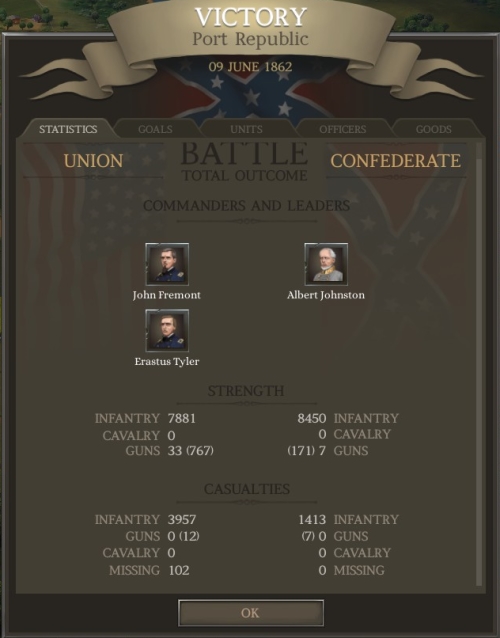 VICTORY
Port Republic
09 JUNE 1862
STATISTICS GOALS UNITS OFFICERS GOODS
UNION BATTLE CONFEDERATE
TOTAL OUTCOME
COMMANDERS AND LEADERS
John Fremont Albert Johnston
Erastus Tyler
STRENGTH
INFANTRY 7881 8450 INFANTRY
CAVALRY 0 0 CAVALRY
GUNS 33 (767) (171) 7 GUNS
CASUALTIES
INFANTRY 3957 1413 INFANTRY
GUNS 0 (12) (7) 0 GUNS
CAVALRY 0 0 CAVALRY
MISSING 102 0 MISSING
OK